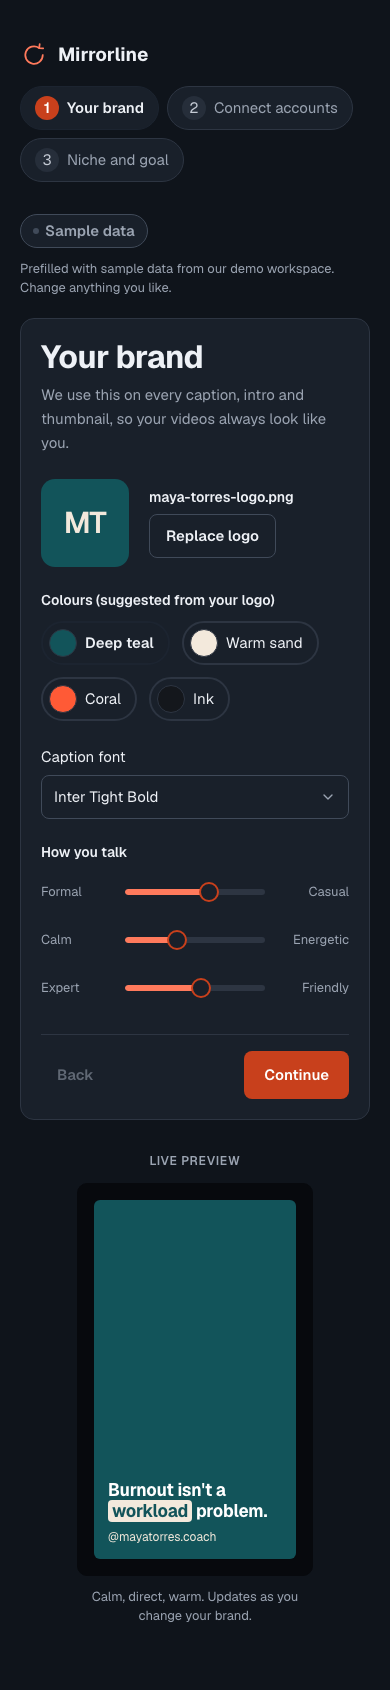 Mirrorline
1 Your brand
2 Connect accounts
3 Niche and goal
Sample data
Prefilled with sample data from our demo workspace.
Change anything you like.
Your brand
We use this on every caption, intro and
thumbnail, so your videos always look like
you.
MT
maya-torres-logo.png
Replace logo
Colours (suggested from your logo)
Deep teal
Warm sand
Coral
Ink
Caption font
Inter Tight Bold
How you talk
Formal
Casual
Calm
Energetic
Expert
Friendly
Back
Continue
LIVE PREVIEW
Burnout isn't a
workload problem.
@mayatorres.coach
Calm, direct, warm. Updates as you
change your brand.